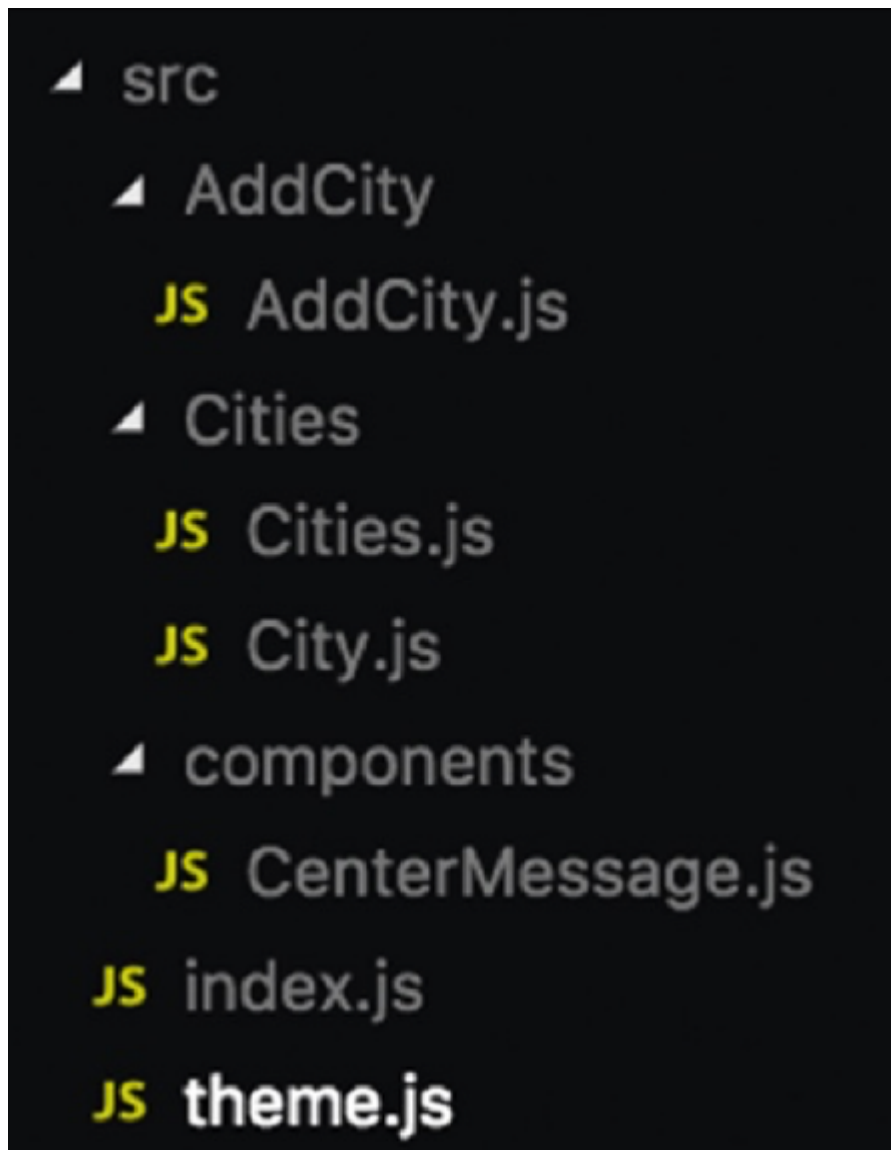 src
AddCity
JS AddCity.js
Cities
JS Cities.js
JS City.js
components
JS CenterMessage.js
JS index.js
JS theme.js